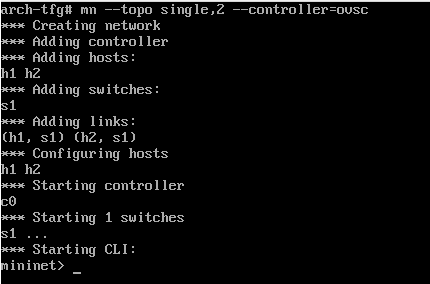 arch-tfg# mn --topo single,2 --controller=ovsc
*** Creating network
*** Adding controller
*** Adding hosts:
h1 h2
*** Adding switches:
s1
*** Adding links:
(h1, s1) (h2, s1)
*** Configuring hosts
h1 h2
*** Starting controller
c0
*** Starting 1 switches
s1 ...
*** Starting CLI:
mininet> _